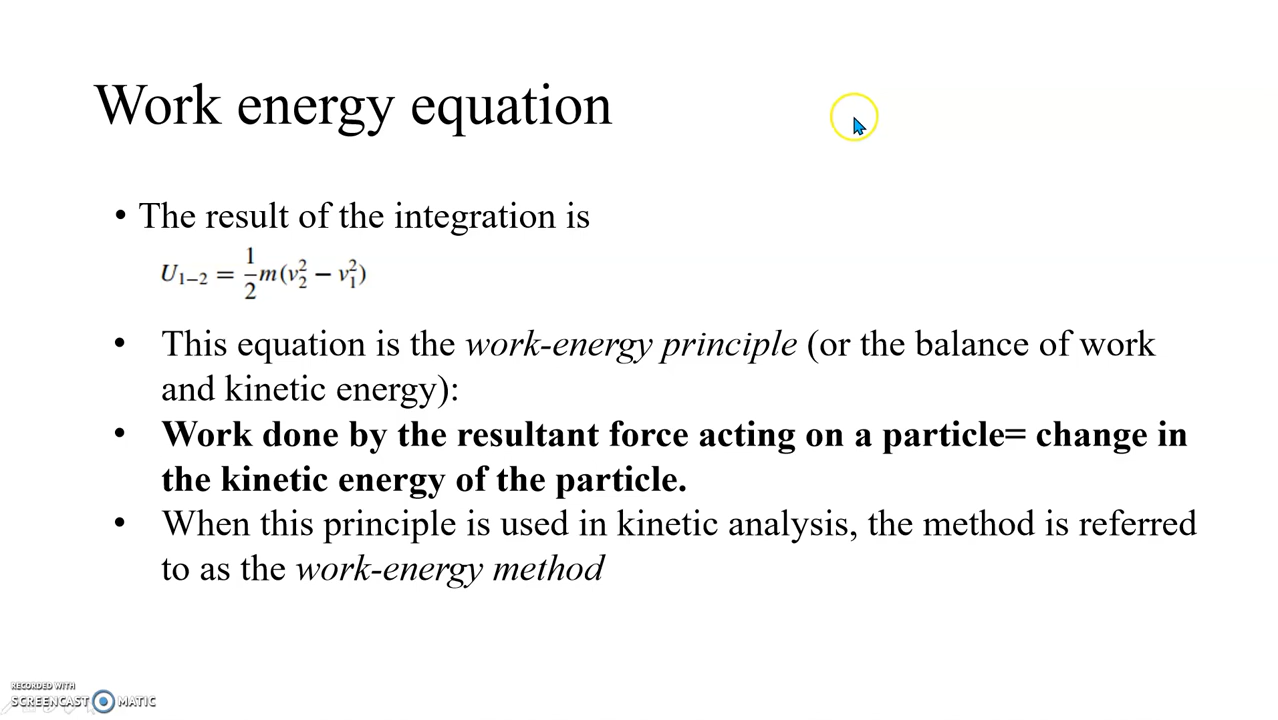 Work energy equation
• The result of the integration is
U₁₋₂ = 1/2 m(v₂² − v₁²)
• This equation is the work-energy principle (or the balance of work
and kinetic energy):
• Work done by the resultant force acting on a particle= change in
the kinetic energy of the particle.
• When this principle is used in kinetic analysis, the method is referred
to as the work-energy method
RECORDED WITH
SCREENCAST MATIC